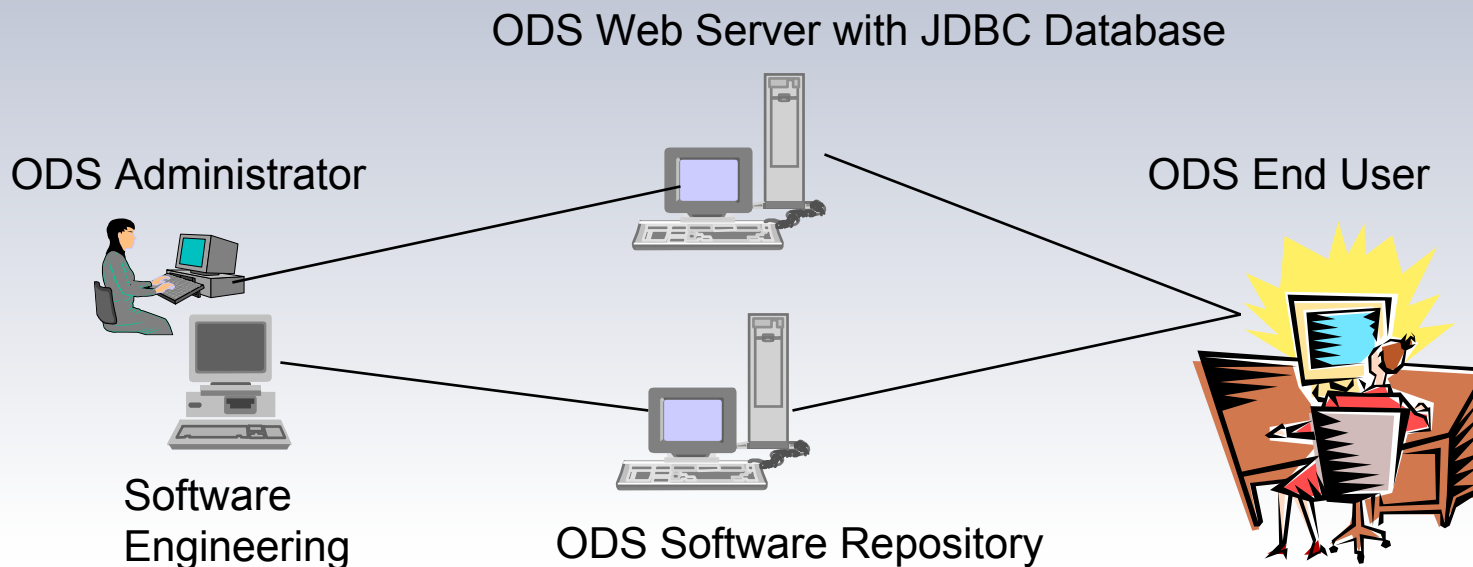 ODS Web Server with JDBC Database
ODS Administrator
ODS End User
Software
Engineering
ODS Software Repository